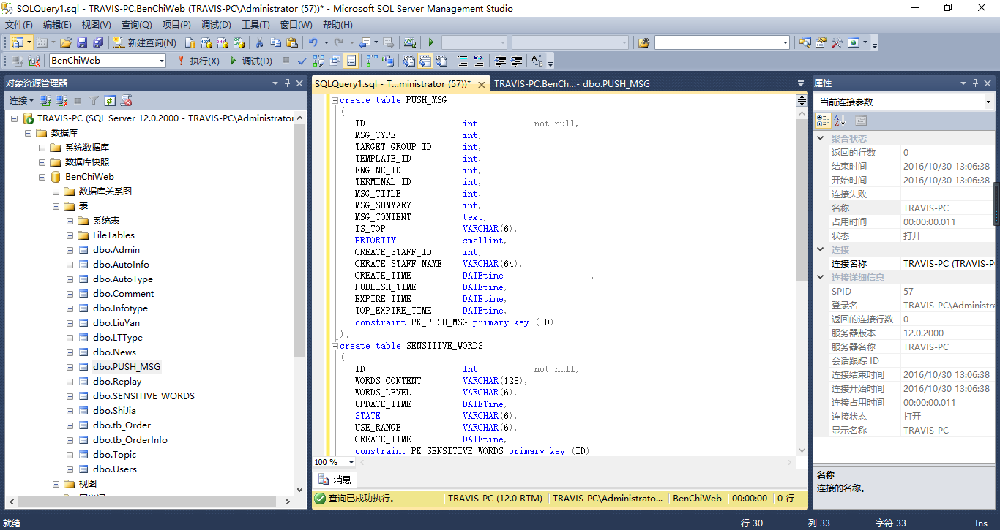 SQLQuery1.sql - TRAVIS-PC.BenChiWeb (TRAVIS-PC\Administrator (57))* - Microsoft SQL Server Management Studio
文件(F) 编辑(E) 视图(V) 查询(Q) 项目(P) 调试(D) 工具(T) 窗口(W) 帮助(H)
新建查询(N)
BenChiWeb 执行(X) 调试(D)
对象资源管理器
连接
TRAVIS-PC (SQL Server 12.0.2000 - TRAVIS-PC\Administrator
数据库
系统数据库
数据库快照
BenChiWeb
数据库关系图
表
系统表
FileTables
dbo.Admin
dbo.AutoInfo
dbo.AutoType
dbo.Comment
dbo.Infotype
dbo.LiuYan
dbo.LTType
dbo.News
dbo.PUSH_MSG
dbo.Replay
dbo.SENSITIVE_WORDS
dbo.ShiJia
dbo.tb_Order
dbo.tb_OrderInfo
dbo.Topic
dbo.Users
视图
SQLQuery1.sql - T...ministrator (57))* TRAVIS-PC.BenCh...- dbo.PUSH_MSG
create table PUSH_MSG
(
ID int not null,
MSG_TYPE int,
TARGET_GROUP_ID int,
TEMPLATE_ID int,
ENGINE_ID int,
TERMINAL_ID int,
MSG_TITLE int,
MSG_SUMMARY int,
MSG_CONTENT text,
IS_TOP VARCHAR(6),
PRIORITY smallint,
CREATE_STAFF_ID int,
CERATE_STAFF_NAME VARCHAR(64),
CREATE_TIME DATEtime ,
PUBLISH_TIME DATEtime,
EXPIRE_TIME DATEtime,
TOP_EXPIRE_TIME DATEtime,
constraint PK_PUSH_MSG primary key (ID)
);
create table SENSITIVE_WORDS
(
ID Int not null,
WORDS_CONTENT VARCHAR(128),
WORDS_LEVEL VARCHAR(6),
UPDATE_TIME DATETime,
STATE VARCHAR(6),
USE_RANGE VARCHAR(6),
CREATE_TIME DATEtime,
constraint PK_SENSITIVE_WORDS primary key (ID)
100 %
消息
查询已成功执行。 TRAVIS-PC (12.0 RTM) TRAVIS-PC\Administrato... BenChiWeb 00:00:00 0 行
属性
当前连接参数
聚合状态
返回的行数 0
结束时间 2016/10/30 13:06:38
开始时间 2016/10/30 13:06:38
连接失败
名称 TRAVIS-PC
占用时间 00:00:00.011
状态 打开
连接
连接名称 TRAVIS-PC (TRAVIS-P
连接详细信息
SPID 57
登录名 TRAVIS-PC\Administra
返回的连接行数 0
服务器版本 12.0.2000
服务器名称 TRAVIS-PC
会话跟踪 ID
连接结束时间 2016/10/30 13:06:38
连接开始时间 2016/10/30 13:06:38
连接占用时间 00:00:00.011
连接状态 打开
显示名称 TRAVIS-PC
名称
连接的名称。
就绪 行 30 列 33 字符 33 Ins